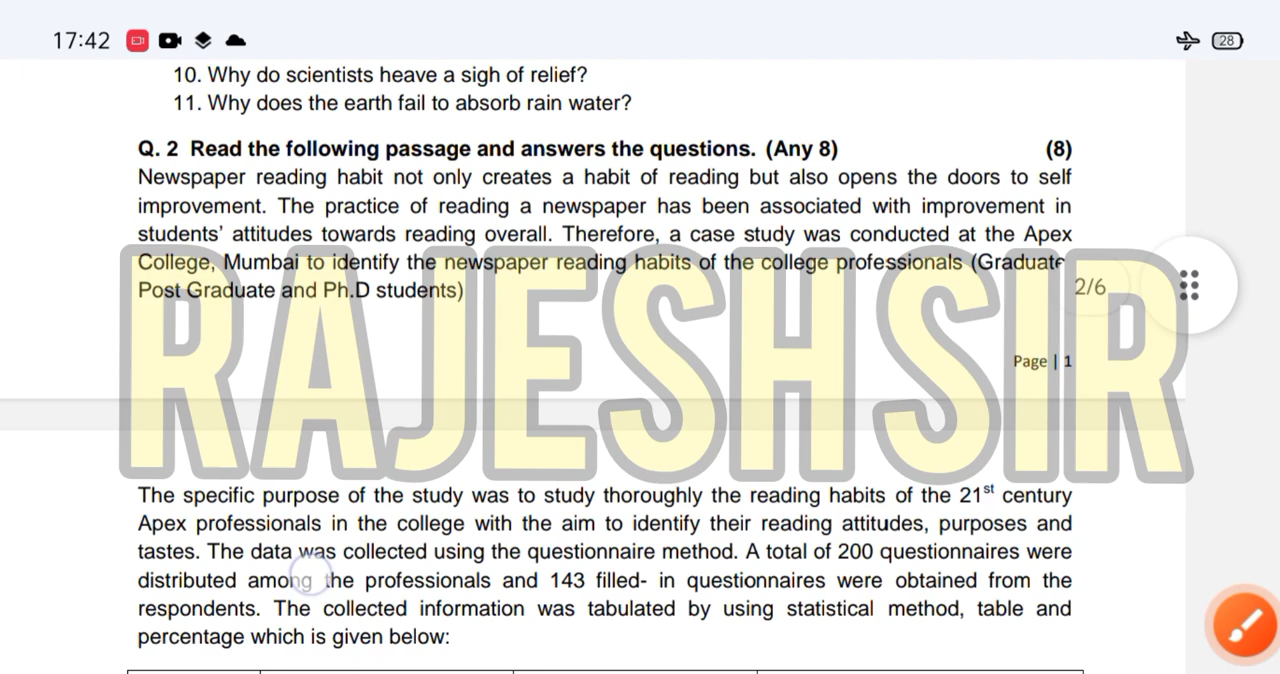 17:42
28
10. Why do scientists heave a sigh of relief?
11. Why does the earth fail to absorb rain water?
Q. 2 Read the following passage and answers the questions. (Any 8) (8)
Newspaper reading habit not only creates a habit of reading but also opens the doors to self
improvement. The practice of reading a newspaper has been associated with improvement in
students' attitudes towards reading overall. Therefore, a case study was conducted at the Apex
College, Mumbai to identify the newspaper reading habits of the college professionals (Graduate
Post Graduate and Ph.D students)
2/6
Page | 1
RAJESH SIR
The specific purpose of the study was to study thoroughly the reading habits of the 21st century
Apex professionals in the college with the aim to identify their reading attitudes, purposes and
tastes. The data was collected using the questionnaire method. A total of 200 questionnaires were
distributed among the professionals and 143 filled- in questionnaires were obtained from the
respondents. The collected information was tabulated by using statistical method, table and
percentage which is given below: